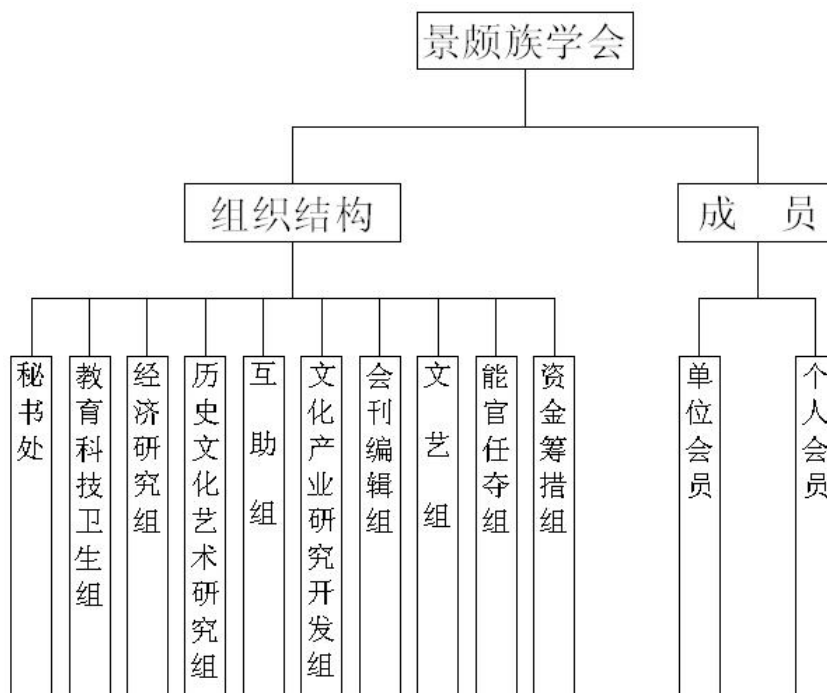 景颇族学会
组织结构
成 员
秘书处
教育科技卫生组
经济研究组
历史文化艺术研究组
互助组
文化产业研究开发组
会刊编辑组
文艺组
能官任夺组
资金筹措组
单位会员
个人会员